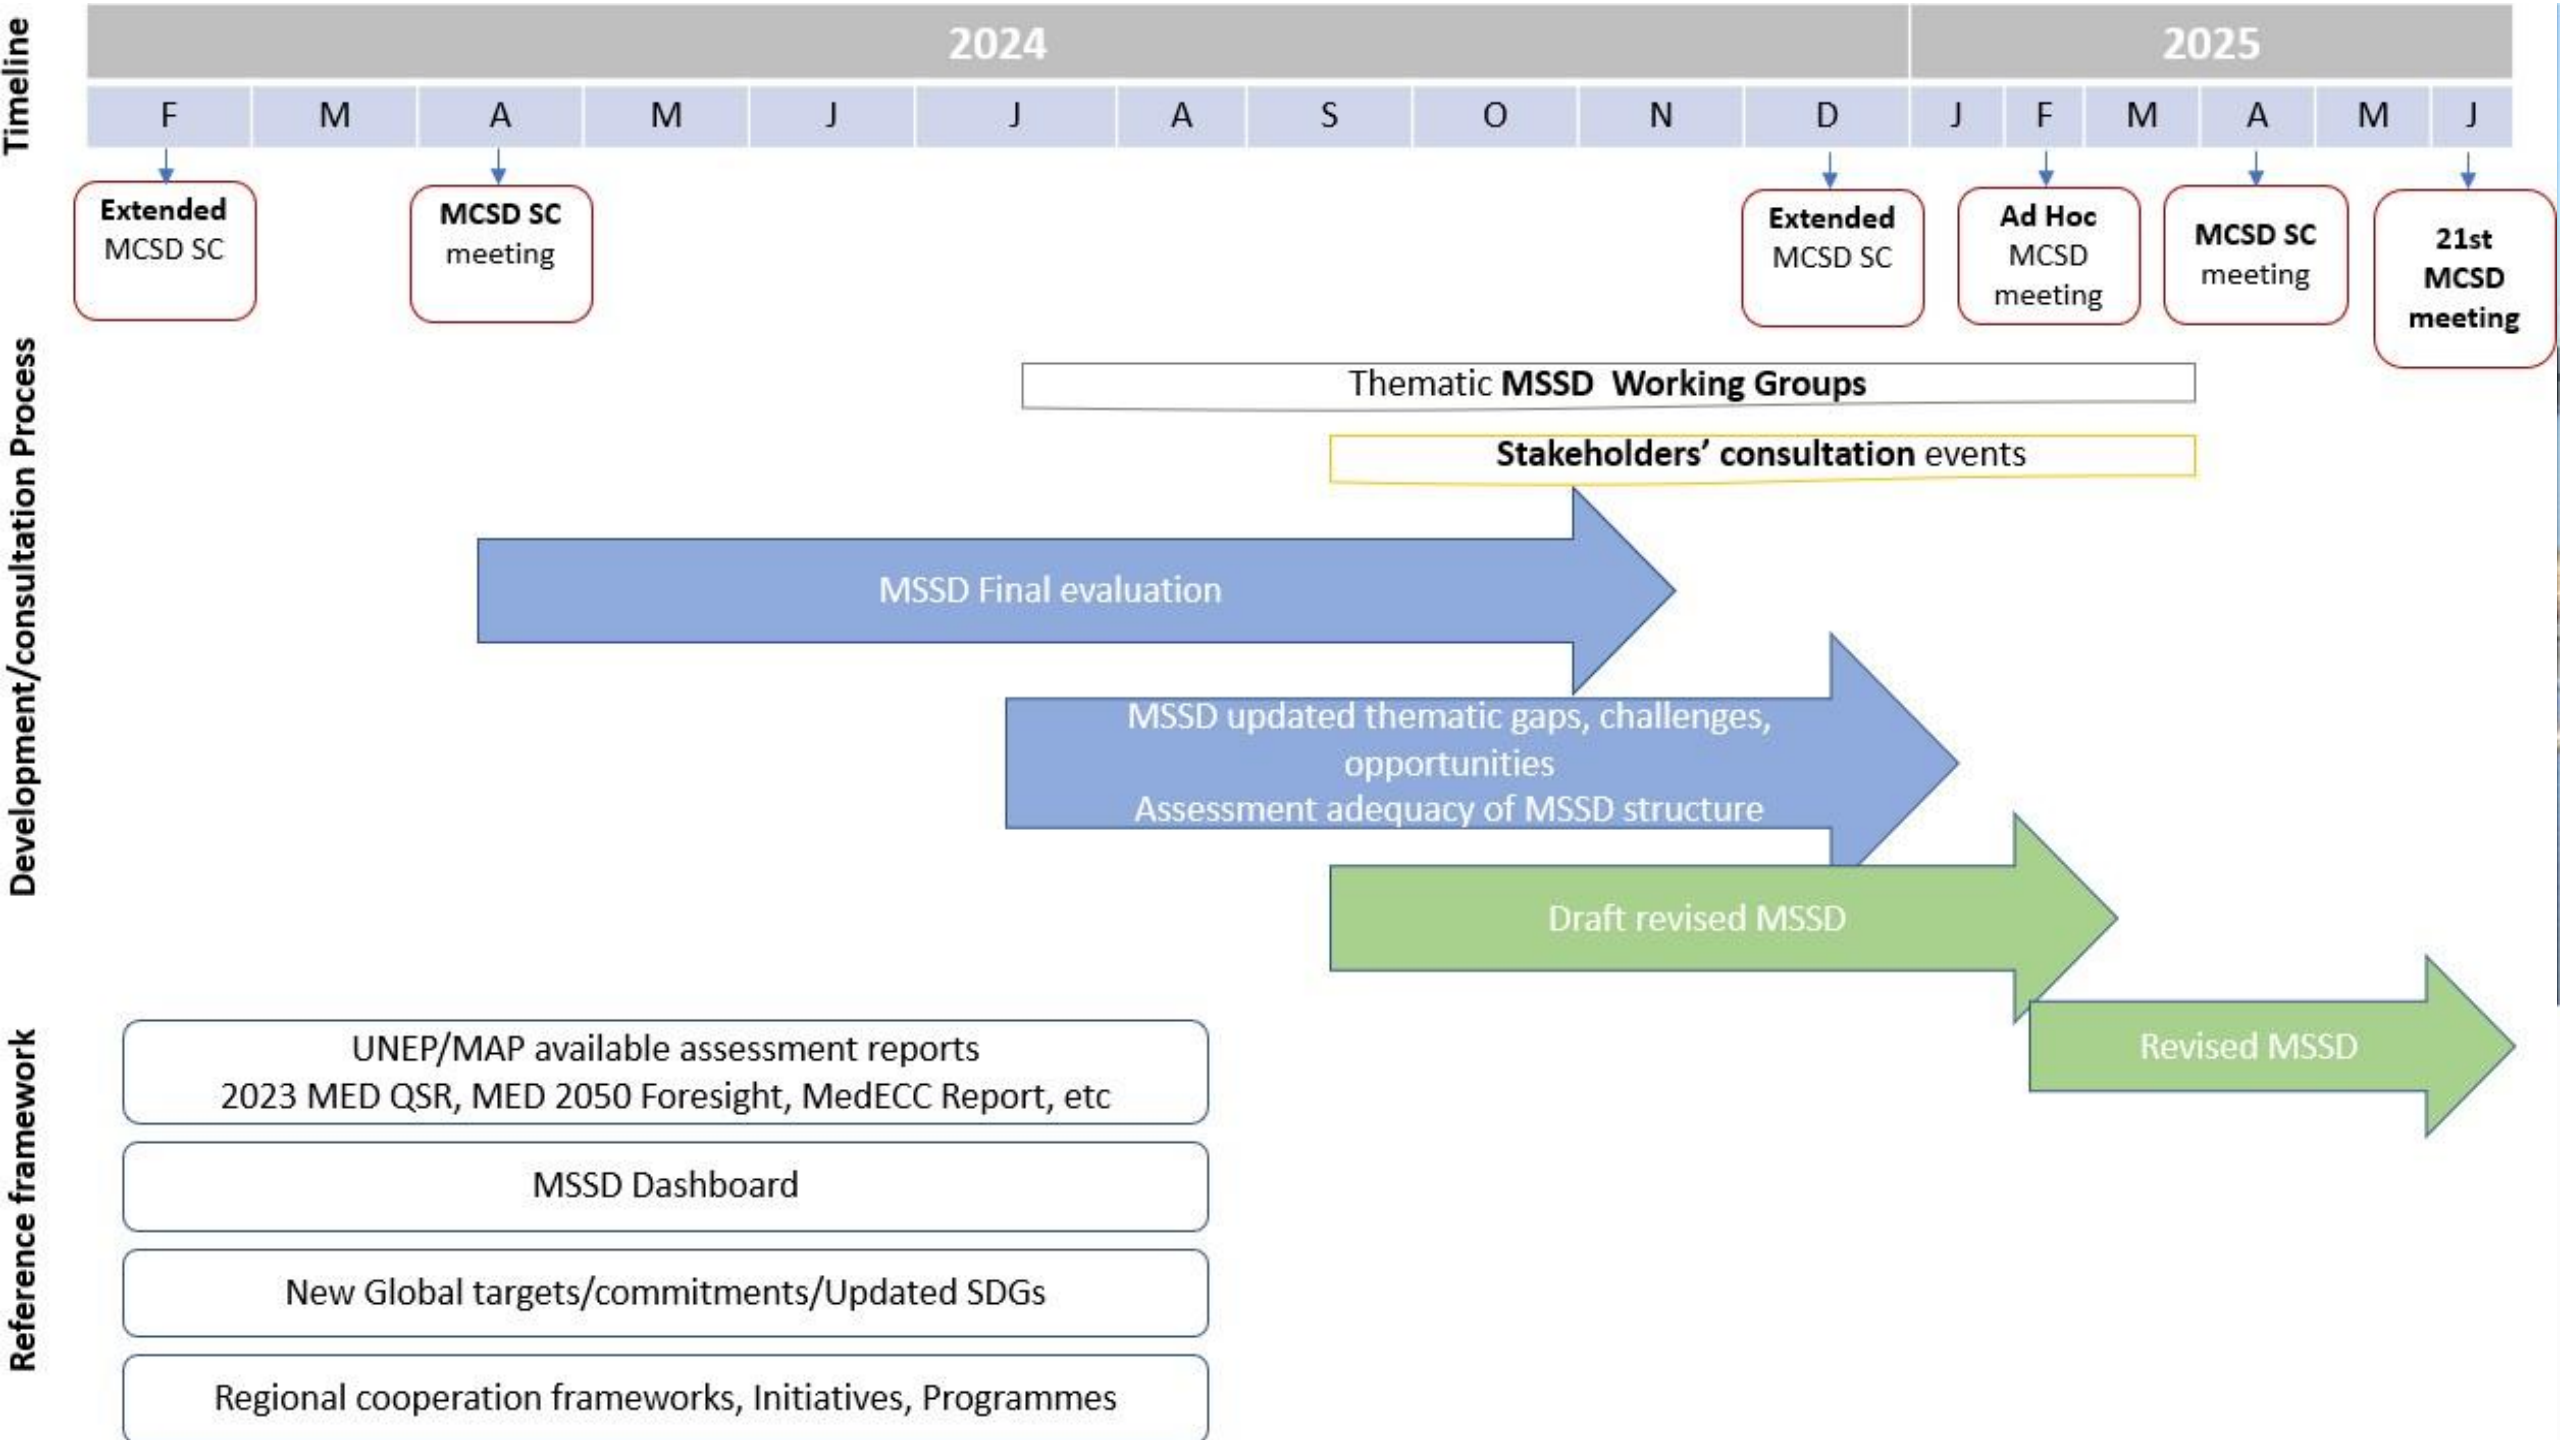 Timeline
2024
2025
F M A M J J A S O N D J F M A M J
Extended
MCSD SC
MCSD SC
meeting
Extended
MCSD SC
Ad Hoc
MCSD
meeting
MCSD SC
meeting
21st
MCSD
meeting
Development/consultation Process
Thematic MSSD Working Groups
Stakeholders’ consultation events
MSSD Final evaluation
MSSD updated thematic gaps, challenges,
opportunities
Assessment adequacy of MSSD structure
Draft revised MSSD
Revised MSSD
Reference framework
UNEP/MAP available assessment reports
2023 MED QSR, MED 2050 Foresight, MedECC Report, etc
MSSD Dashboard
New Global targets/commitments/Updated SDGs
Regional cooperation frameworks, Initiatives, Programmes